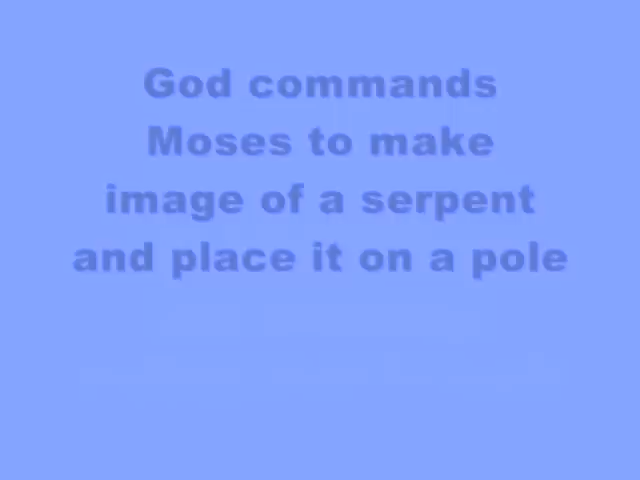 God commands
Moses to make
image of a serpent
and place it on a pole